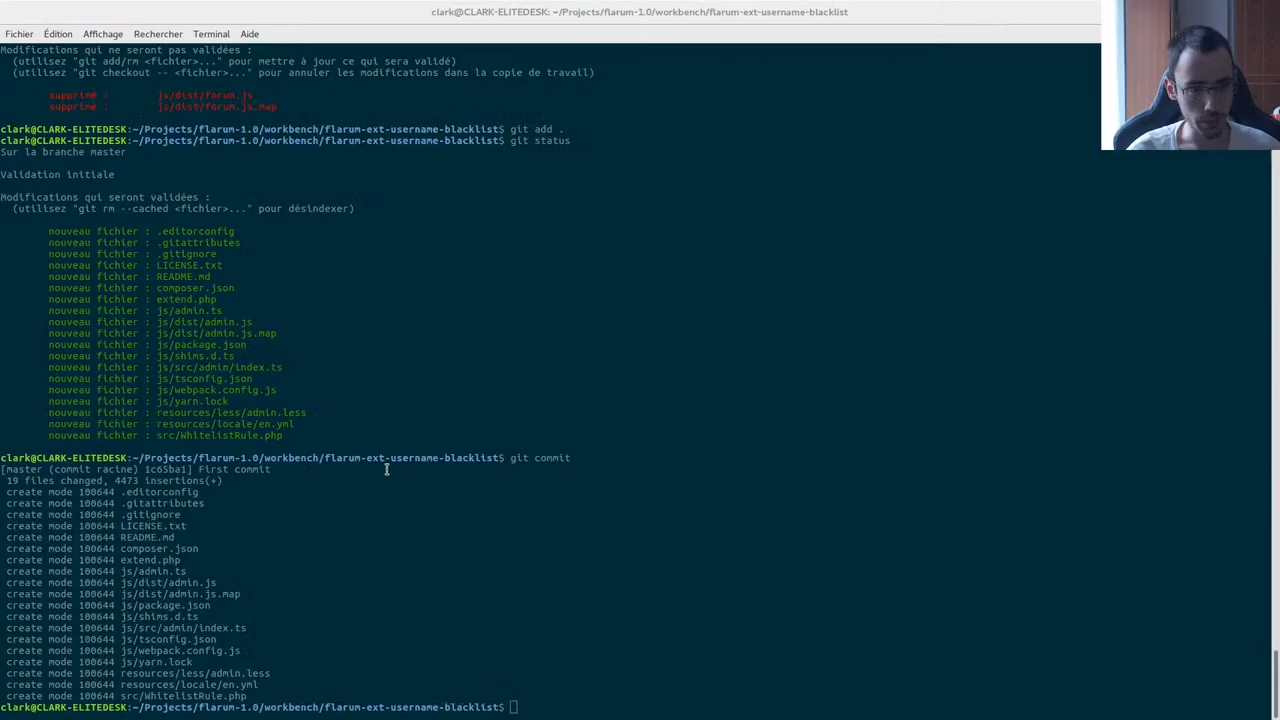 clark@CLARK-ELITEDESK: ~/Projects/flarum-1.0/workbench/flarum-ext-username-blacklist
Fichier Édition Affichage Rechercher Terminal Aide
Modifications qui ne seront pas validées :
(utilisez "git add/rm <fichier>..." pour mettre à jour ce qui sera validé)
(utilisez "git checkout -- <fichier>..." pour annuler les modifications dans la copie de travail)
supprimé : js/dist/forum.js
supprimé : js/dist/forum.js.map
clark@CLARK-ELITEDESK:~/Projects/flarum-1.0/workbench/flarum-ext-username-blacklist$ git add .
clark@CLARK-ELITEDESK:~/Projects/flarum-1.0/workbench/flarum-ext-username-blacklist$ git status
Sur la branche master
Validation initiale
Modifications qui seront validées :
(utilisez "git rm --cached <fichier>..." pour désindexer)
nouveau fichier : .editorconfig
nouveau fichier : .gitattributes
nouveau fichier : .gitignore
nouveau fichier : LICENSE.txt
nouveau fichier : README.md
nouveau fichier : composer.json
nouveau fichier : extend.php
nouveau fichier : js/admin.ts
nouveau fichier : js/dist/admin.js
nouveau fichier : js/dist/admin.js.map
nouveau fichier : js/package.json
nouveau fichier : js/shims.d.ts
nouveau fichier : js/src/admin/index.ts
nouveau fichier : js/tsconfig.json
nouveau fichier : js/webpack.config.js
nouveau fichier : js/yarn.lock
nouveau fichier : resources/less/admin.less
nouveau fichier : resources/locale/en.yml
nouveau fichier : src/WhitelistRule.php
clark@CLARK-ELITEDESK:~/Projects/flarum-1.0/workbench/flarum-ext-username-blacklist$ git commit
[master (commit racine) 1c65ba1] First commit
19 files changed, 4473 insertions(+)
create mode 100644 .editorconfig
create mode 100644 .gitattributes
create mode 100644 .gitignore
create mode 100644 LICENSE.txt
create mode 100644 README.md
create mode 100644 composer.json
create mode 100644 extend.php
create mode 100644 js/admin.ts
create mode 100644 js/dist/admin.js
create mode 100644 js/dist/admin.js.map
create mode 100644 js/package.json
create mode 100644 js/shims.d.ts
create mode 100644 js/src/admin/index.ts
create mode 100644 js/tsconfig.json
create mode 100644 js/webpack.config.js
create mode 100644 js/yarn.lock
create mode 100644 resources/less/admin.less
create mode 100644 resources/locale/en.yml
create mode 100644 src/WhitelistRule.php
clark@CLARK-ELITEDESK:~/Projects/flarum-1.0/workbench/flarum-ext-username-blacklist$